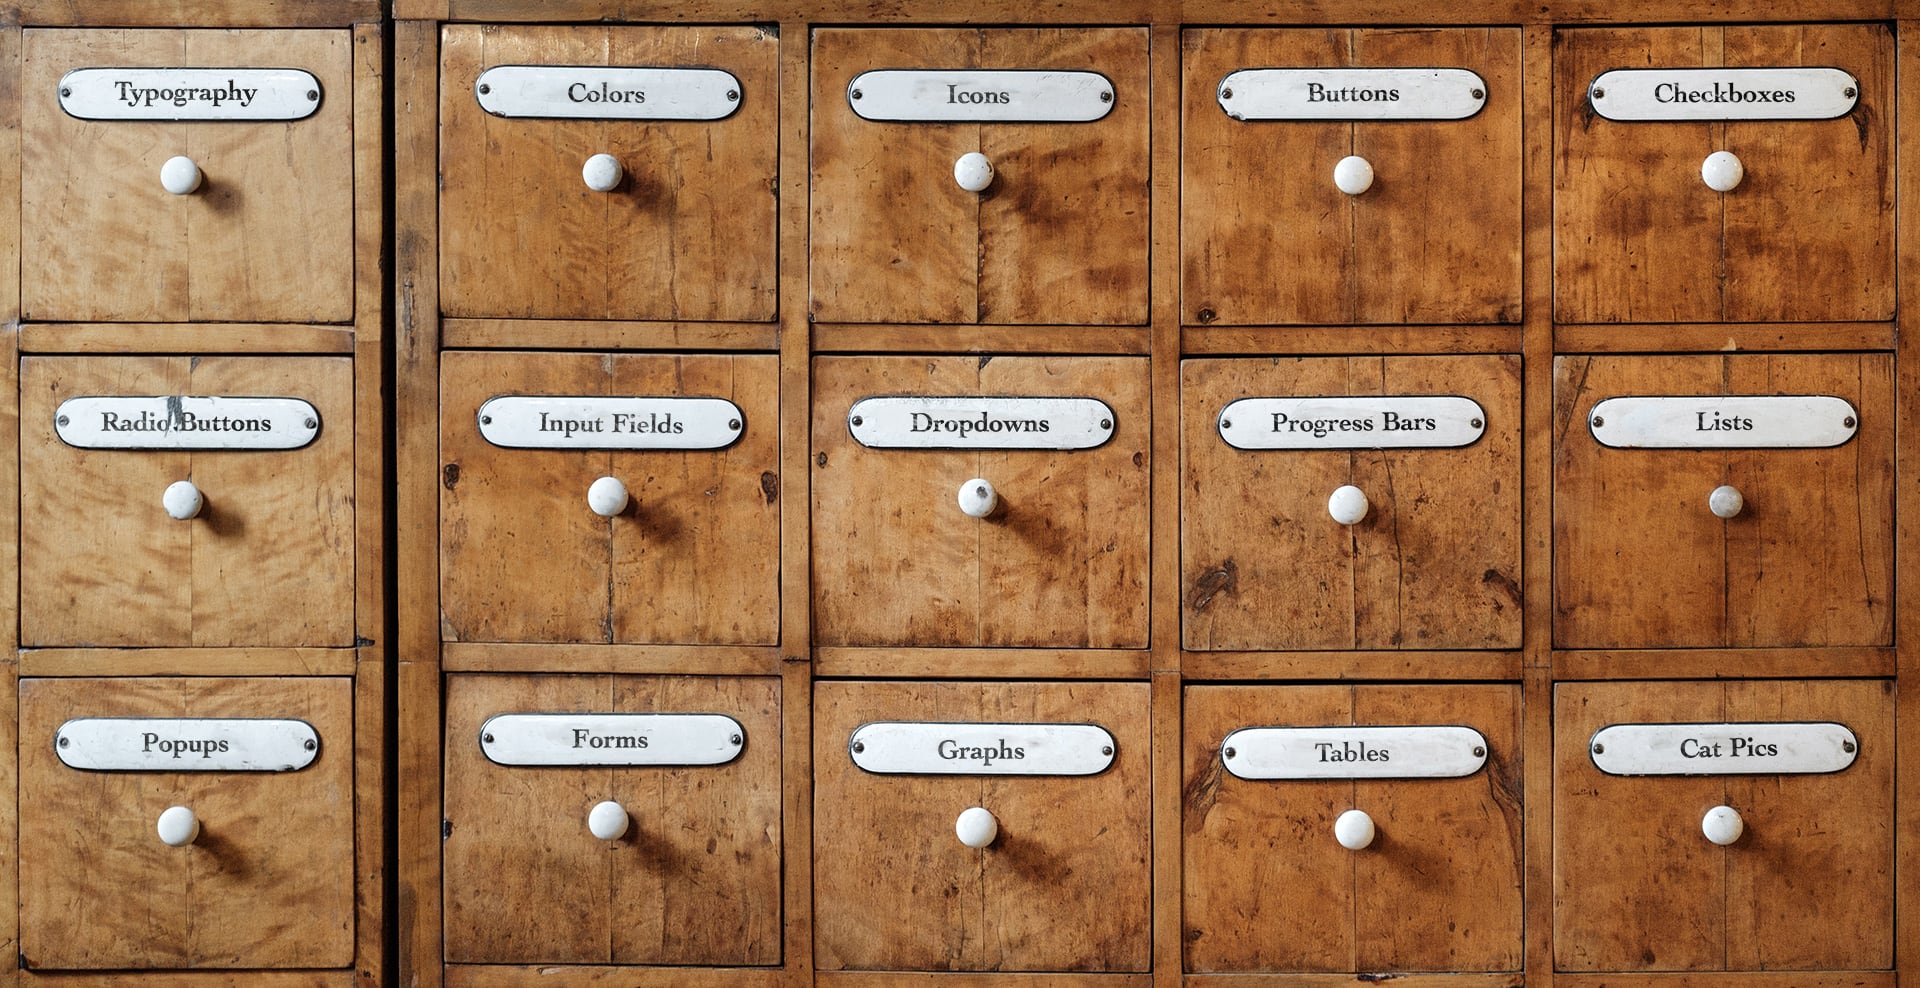 Typography
Colors
Icons
Buttons
Checkboxes
Radio Buttons
Input Fields
Dropdowns
Progress Bars
Lists
Popups
Forms
Graphs
Tables
Cat Pics